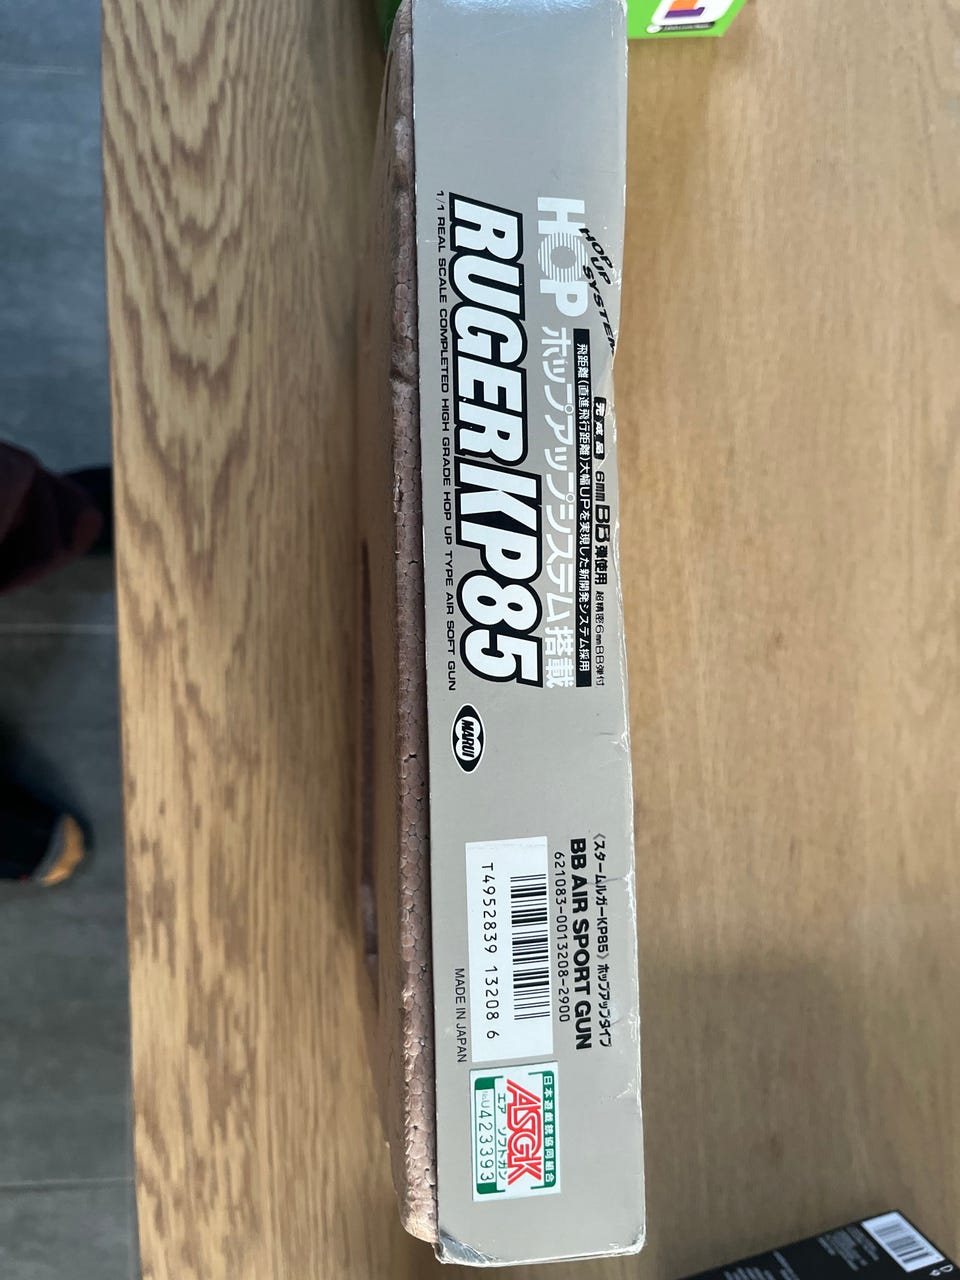 HOP
HOP UP SYSTEM
完成品 6mm BB弾使用 超精密6mmBB弾付
飛距離(直進飛行距離)大幅UPを実現した新開発システム採用
ホップアップシステム搭載
RUGER KP85
1/1 REAL SCALE COMPLETED HIGH GRADE HOP UP TYPE AIR SOFT GUN
MARUI
〈スタームルガーKP85〉ホップアップタイプ
BB AIR SPORT GUN
621083-0013208-2900
T4952839 13208 6
MADE IN JAPAN
日本遊戯銃協同組合
ASGK
エア ソフトガン
No.U423393